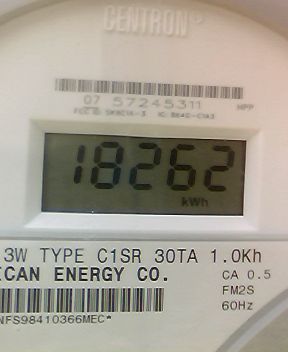 CENTRON
07 57245311
18262
kWh
3W TYPE C1SR 30TA 1.0Kh
ICAN ENERGY CO.
CA 0.5
FM2S
60Hz
NFS98410366MEC*